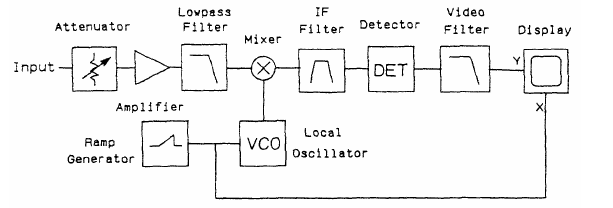 Attenuator
Lowpass
Filter
Mixer
IF
Filter
Detector
Video
Filter
Display
Input
DET
Y
X
Amplifier
Ramp
Generator
VCO
Local
Oscillator